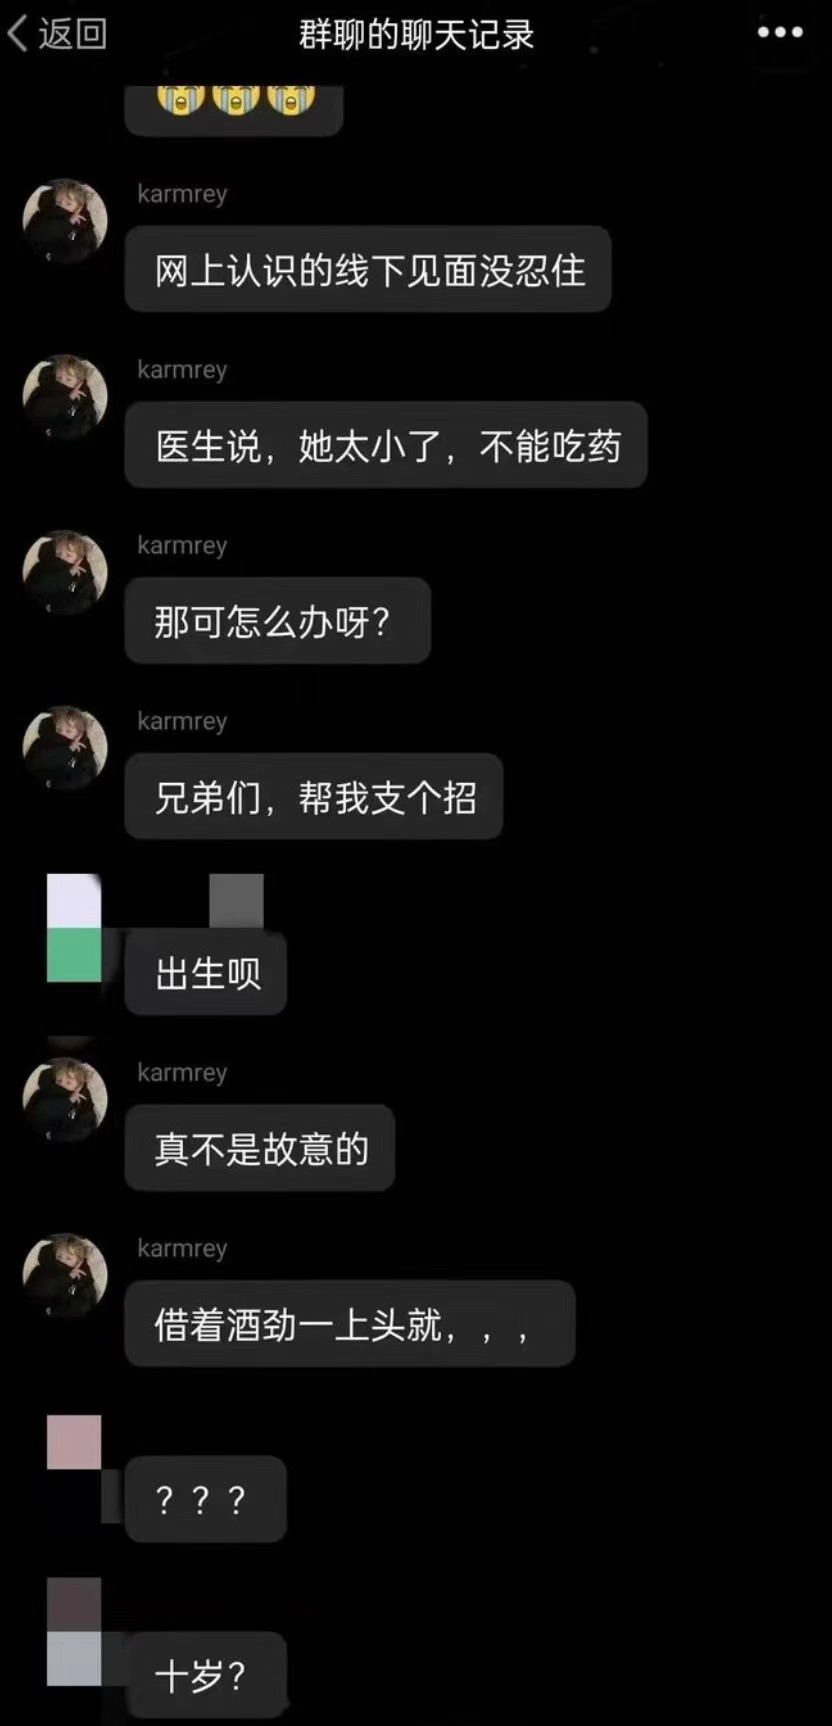 返回
群聊的聊天记录
karmrey
网上认识的线下见面没忍住
karmrey
医生说，她太小了，不能吃药
karmrey
那可怎么办呀？
karmrey
兄弟们，帮我支个招
出生呗
karmrey
真不是故意的
karmrey
借着酒劲一上头就，，，
？？？
十岁？